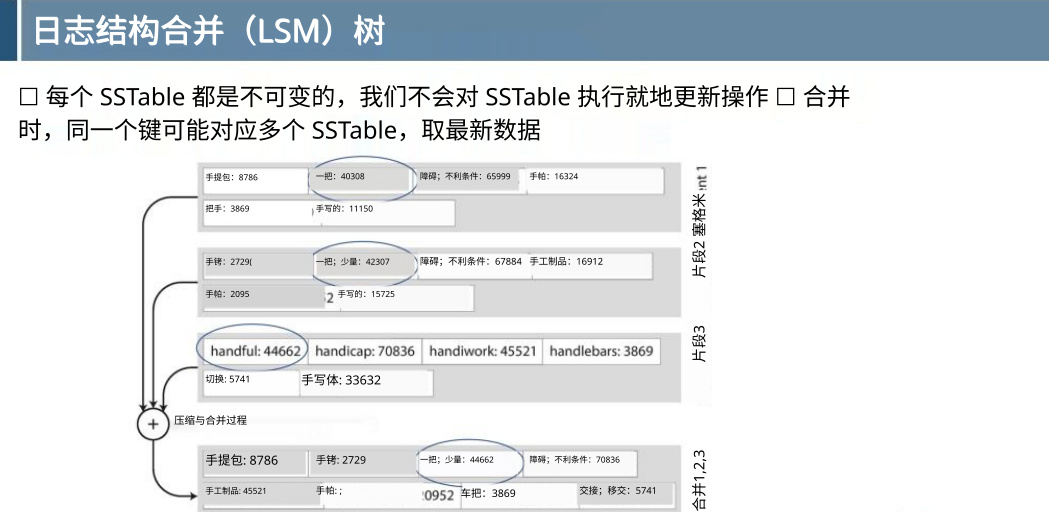 日志结构合并（LSM）树
☐ 每个 SSTable 都是不可变的，我们不会对 SSTable 执行就地更新操作 ☐ 合并
时，同一个键可能对应多个 SSTable，取最新数据
手提包：8786 一把：40308 障碍；不利条件：65999 手帕：16324
把手：3869 手写的：11150
片段2 塞格米 nt 1
手铐：2729( 一把；少量：42307 障碍；不利条件：67884 手工制品：16912
手帕：2095 2 手写的：15725
handful: 44662 handicap: 70836 handiwork: 45521 handlebars: 3869
切换: 5741 手写体: 33632
片段3
+ 压缩与合并过程
手提包: 8786 手铐: 2729 一把；少量：44662 障碍；不利条件：70836
手工制品: 45521 手帕: ; 20952 车把：3869 交接；移交：5741
合并1,2,3